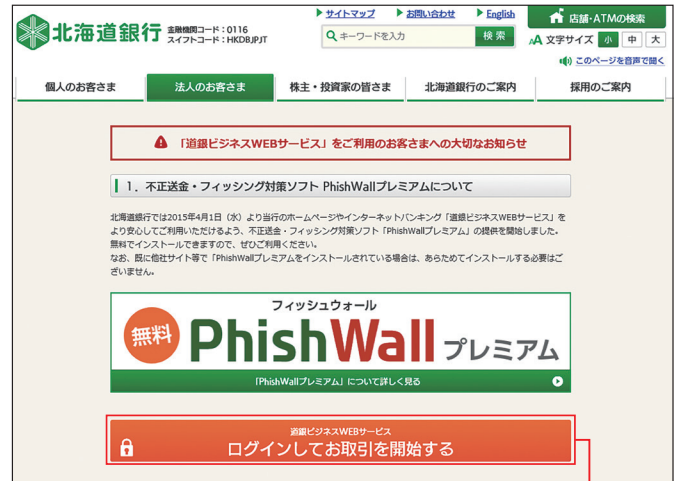 サイトマップ お問い合わせ English 店舗・ATMの検索
北海道銀行 金融機関コード:0116
スイフトコード:HKDBJPJT
キーワードを入力 検索 AA 文字サイズ 小 中 大
このページを音声で聞く
個人のお客さま 法人のお客さま 株主・投資家の皆さま 北海道銀行のご案内 採用のご案内
「道銀ビジネスWEBサービス」をご利用のお客さまへの大切なお知らせ
1. 不正送金・フィッシング対策ソフト PhishWallプレミアムについて
北海道銀行では2015年4月1日(水)より当行のホームページやインターネットバンキング「道銀ビジネスWEBサービス」を
より安心してご利用いただけるよう、不正送金・フィッシング対策ソフト「PhishWallプレミアム」の提供を開始しました。
無料でインストールできますので、ぜひご利用ください。
なお、既に他社サイト等で「PhishWallプレミアムをインストールされている場合は、あらためてインストールする必要はご
ざいません。
フィッシュウォール
無料 PhishWall プレミアム
「PhishWallプレミアム」について詳しく見る
道銀ビジネスWEBサービス
ログインしてお取引を開始する